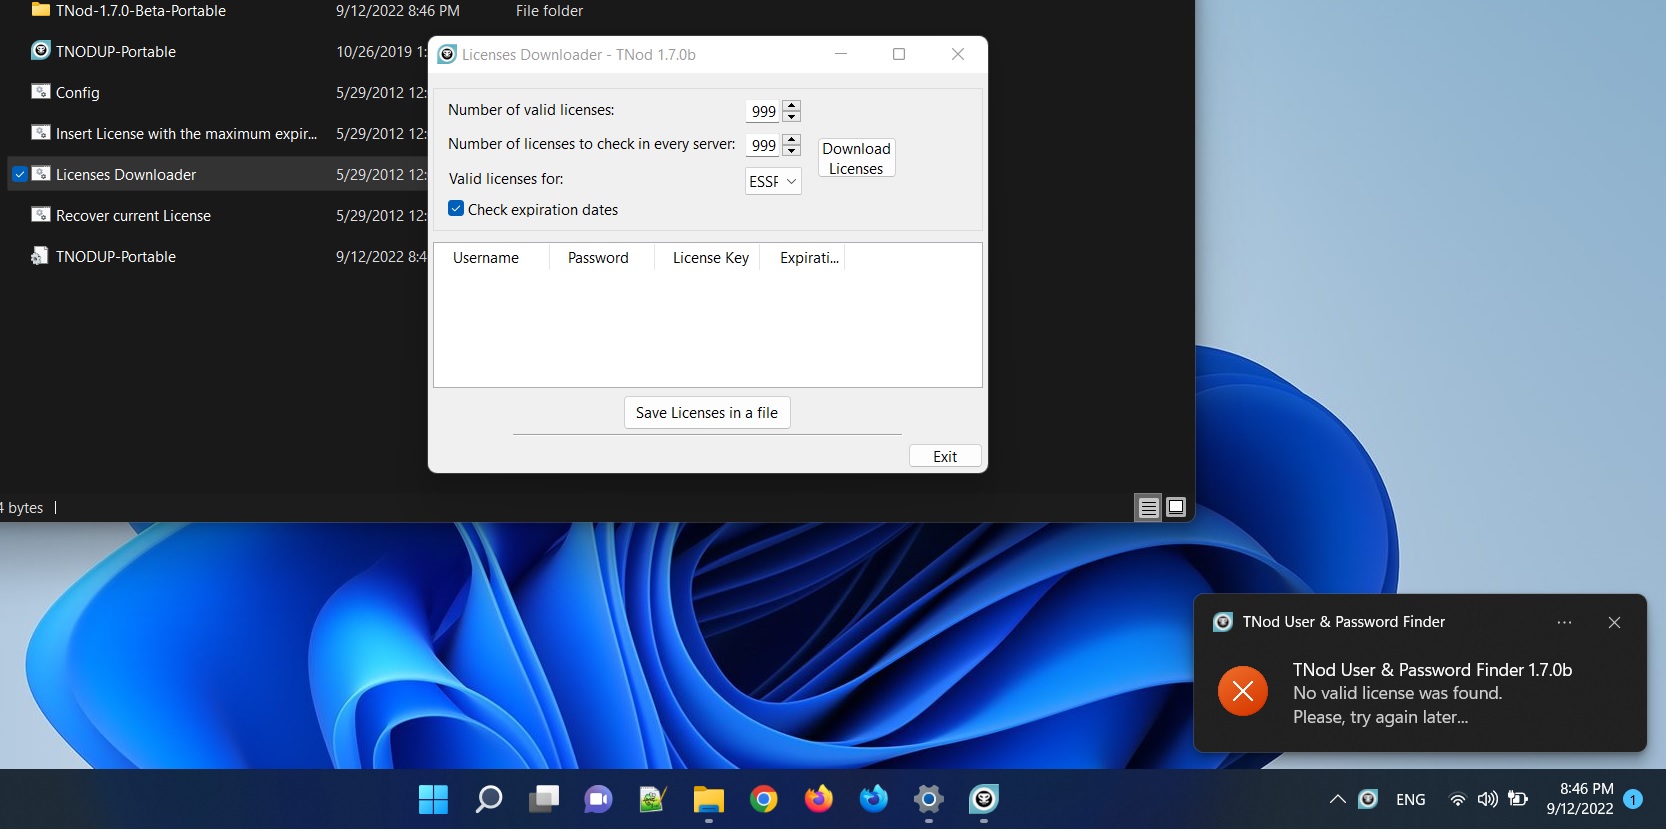 TNod-1.7.0-Beta-Portable 9/12/2022 8:46 PM File folder
TNODUP-Portable 10/26/2019 1:
Config 5/29/2012 12:
Insert License with the maximum expir... 5/29/2012 12:
Licenses Downloader 5/29/2012 12:
Recover current License 5/29/2012 12:
TNODUP-Portable 9/12/2022 8:4
4 bytes
Licenses Downloader - TNod 1.7.0b
Number of valid licenses: 999
Number of licenses to check in every server: 999
Download
Licenses
Valid licenses for: ESSP
Check expiration dates
Username Password License Key Expirati...
Save Licenses in a file
Exit
TNod User & Password Finder
TNod User & Password Finder 1.7.0b
No valid license was found.
Please, try again later...
ENG
8:46 PM
9/12/2022
1